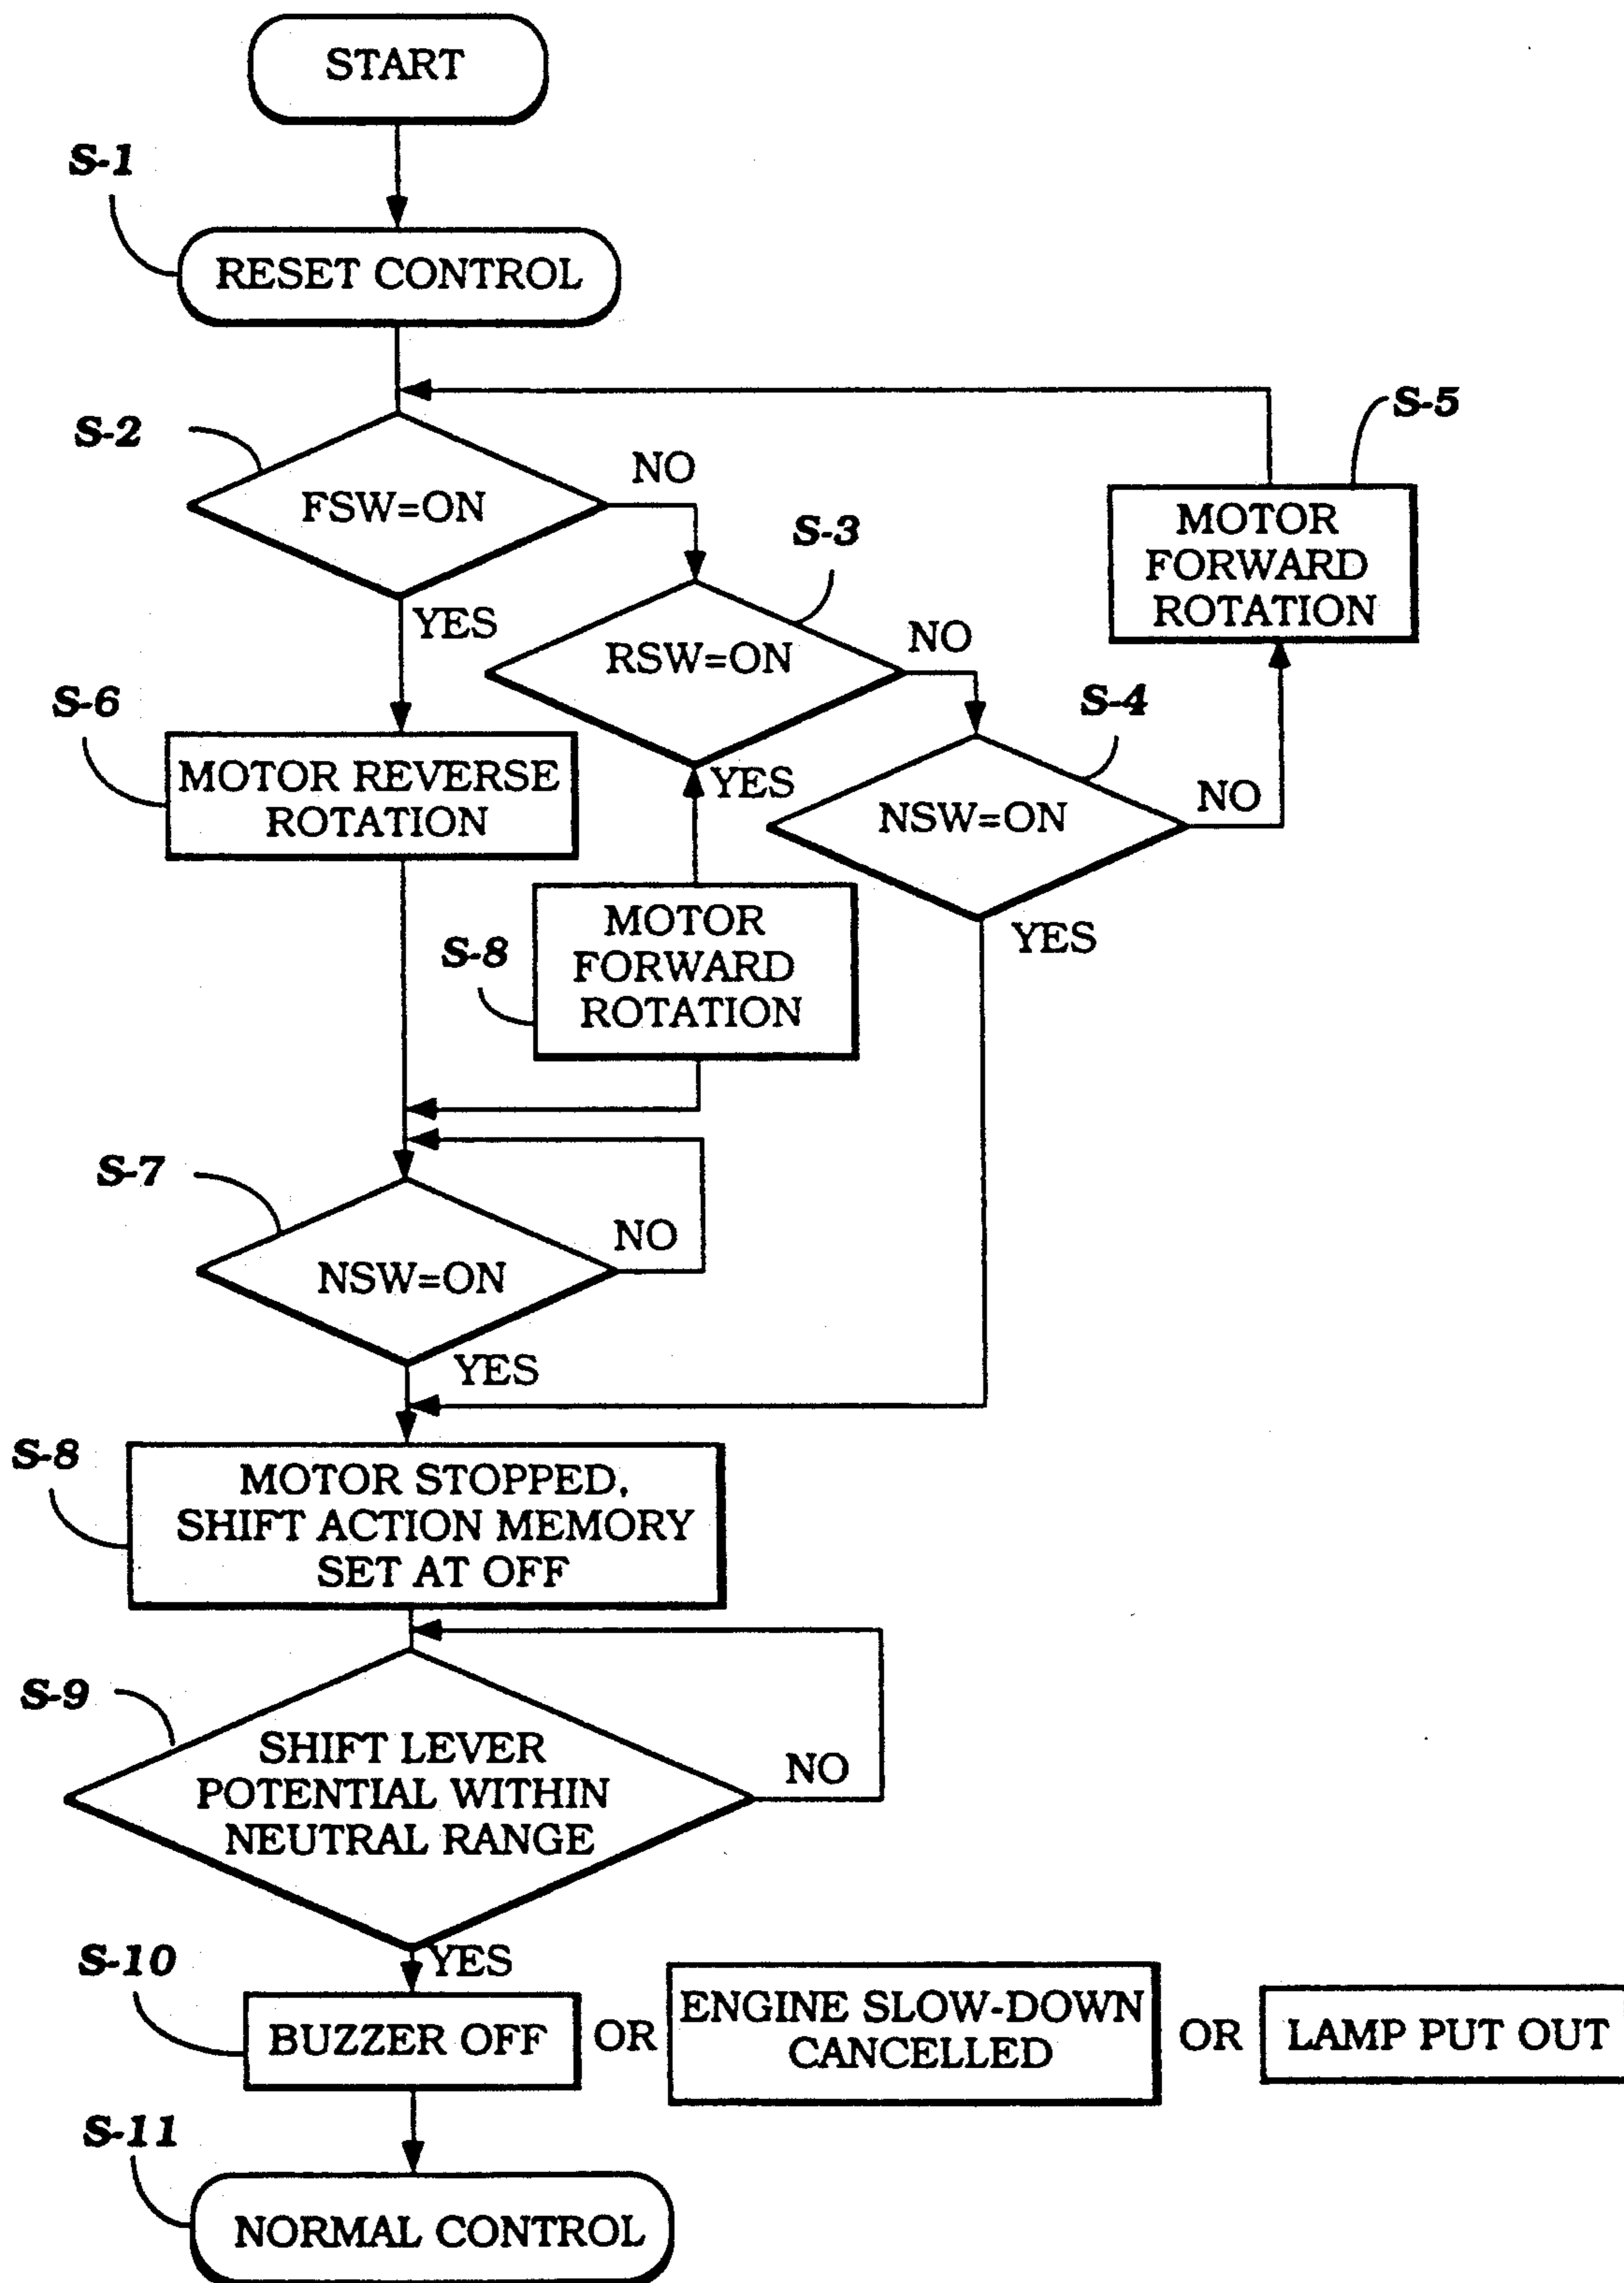 START
S-1
RESET CONTROL
S-2
FSW=ON
NO
YES
S-3
RSW=ON
NO
YES
S-4
NSW=ON
NO
YES
S-5
MOTOR
FORWARD
ROTATION
S-6
MOTOR REVERSE
ROTATION
S-8
MOTOR
FORWARD
ROTATION
S-7
NSW=ON
NO
YES
S-8
MOTOR STOPPED,
SHIFT ACTION MEMORY
SET AT OFF
S-9
SHIFT LEVER
POTENTIAL WITHIN
NEUTRAL RANGE
NO
YES
S-10
BUZZER OFF
OR
ENGINE SLOW-DOWN
CANCELLED
OR
LAMP PUT OUT
S-11
NORMAL CONTROL